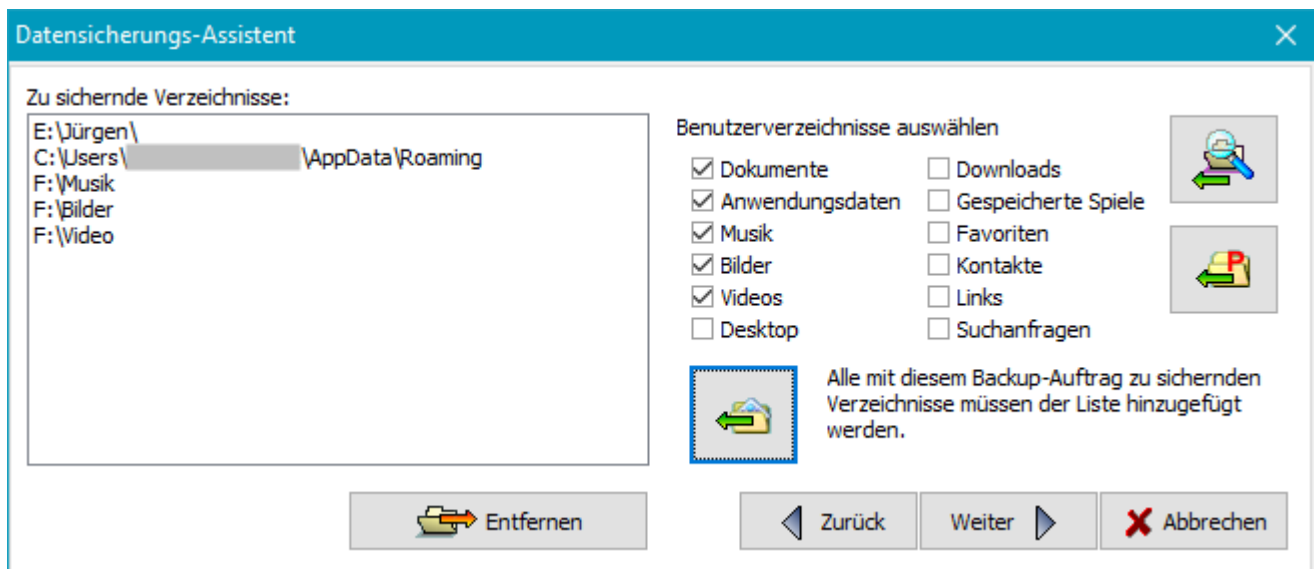 Datensicherungs-Assistent
Zu sichernde Verzeichnisse:
E:\Jürgen\
C:\Users\ \AppData\Roaming
F:\Musik
F:\Bilder
F:\Video
Benutzerverzeichnisse auswählen
Dokumente
Anwendungsdaten
Musik
Bilder
Videos
Desktop
Downloads
Gespeicherte Spiele
Favoriten
Kontakte
Links
Suchanfragen
P
Alle mit diesem Backup-Auftrag zu sichernden
Verzeichnisse müssen der Liste hinzugefügt
werden.
Entfernen
Zurück
Weiter
Abbrechen